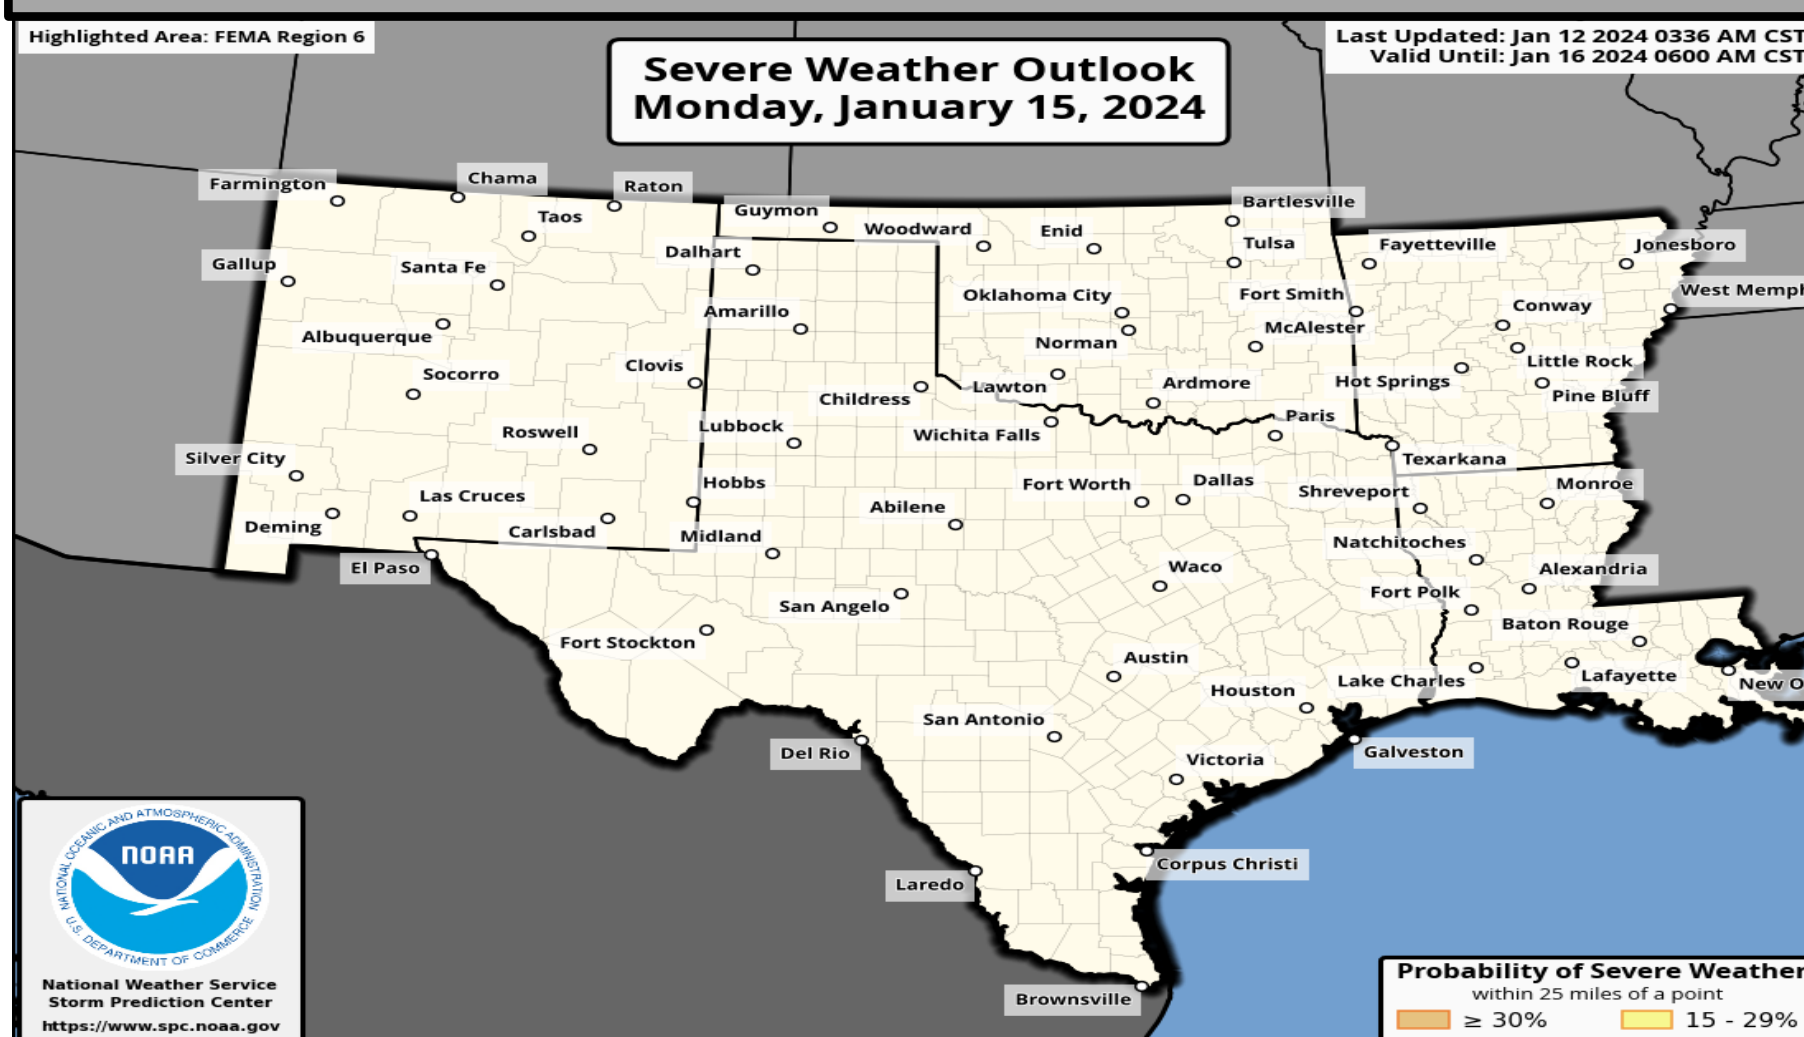 Highlighted Area: FEMA Region 6
Severe Weather Outlook
Monday, January 15, 2024
Last Updated: Jan 12 2024 0336 AM CST
Valid Until: Jan 16 2024 0600 AM CST
Farmington
Chama
Raton
Taos
Guymon
Woodward
Enid
Bartlesville
Tulsa
Fayetteville
Jonesboro
Gallup
Santa Fe
Dalhart
Oklahoma City
Fort Smith
Conway
West Memph
Albuquerque
Amarillo
Norman
McAlester
Little Rock
Socorro
Clovis
Childress
Lawton
Ardmore
Hot Springs
Pine Bluff
Roswell
Lubbock
Wichita Falls
Paris
Texarkana
Silver City
Las Cruces
Hobbs
Abilene
Fort Worth
Dallas
Shreveport
Monroe
Deming
Carlsbad
Midland
Natchitoches
El Paso
Waco
Alexandria
San Angelo
Fort Polk
Fort Stockton
Baton Rouge
Austin
Houston
Lake Charles
Lafayette
New O
San Antonio
Del Rio
Victoria
Galveston
Laredo
Corpus Christi
Brownsville
NATIONAL OCEANIC AND ATMOSPHERIC ADMINISTRATION
NOAA
U.S. DEPARTMENT OF COMMERCE
National Weather Service
Storm Prediction Center
https://www.spc.noaa.gov
Probability of Severe Weather
within 25 miles of a point
≥ 30%
15 - 29%